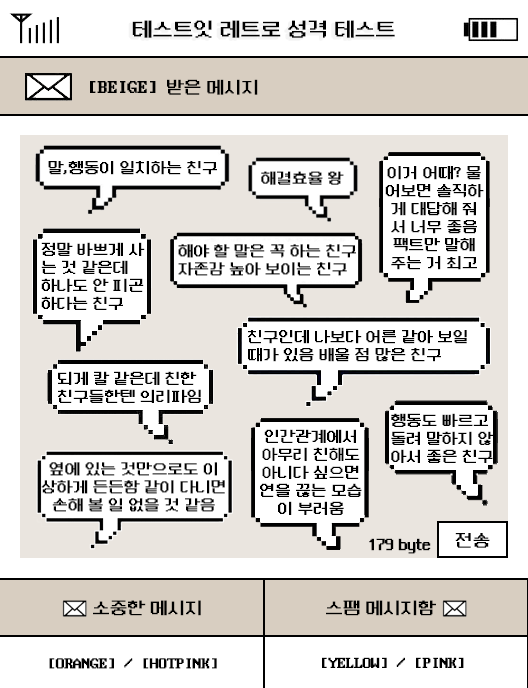 테스트잇 레트로 성격 테스트
[BEIGE] 받은 메시지
말,행동이 일치하는 친구
해결효율 왕
이거 어때? 물
어보면 솔직하
게 대답해 줘
서 너무 좋음
팩트만 말해
주는 거 최고
정말 바쁘게 사
는 것 같은데
하나도 안 피곤
하다는 친구
해야 할 말은 꼭 하는 친구
자존감 높아 보이는 친구
친구인데 나보다 어른 같아 보일
때가 있음 배울 점 많은 친구
되게 칼 같은데 친한
친구들한텐 의리파임
행동도 빠르고
돌려 말하지 않
아서 좋은 친구
인간관계에서
아무리 친해도
아니다 싶으면
연을 끊는 모습
이 부러움
옆에 있는 것만으로도 이
상하게 든든함 같이 다니면
손해 볼 일 없을 것 같음
179 byte
전송
소중한 메시지
스팸 메시지함
[ORANGE] / [HOTPINK]
[YELLOW] / [PINK]